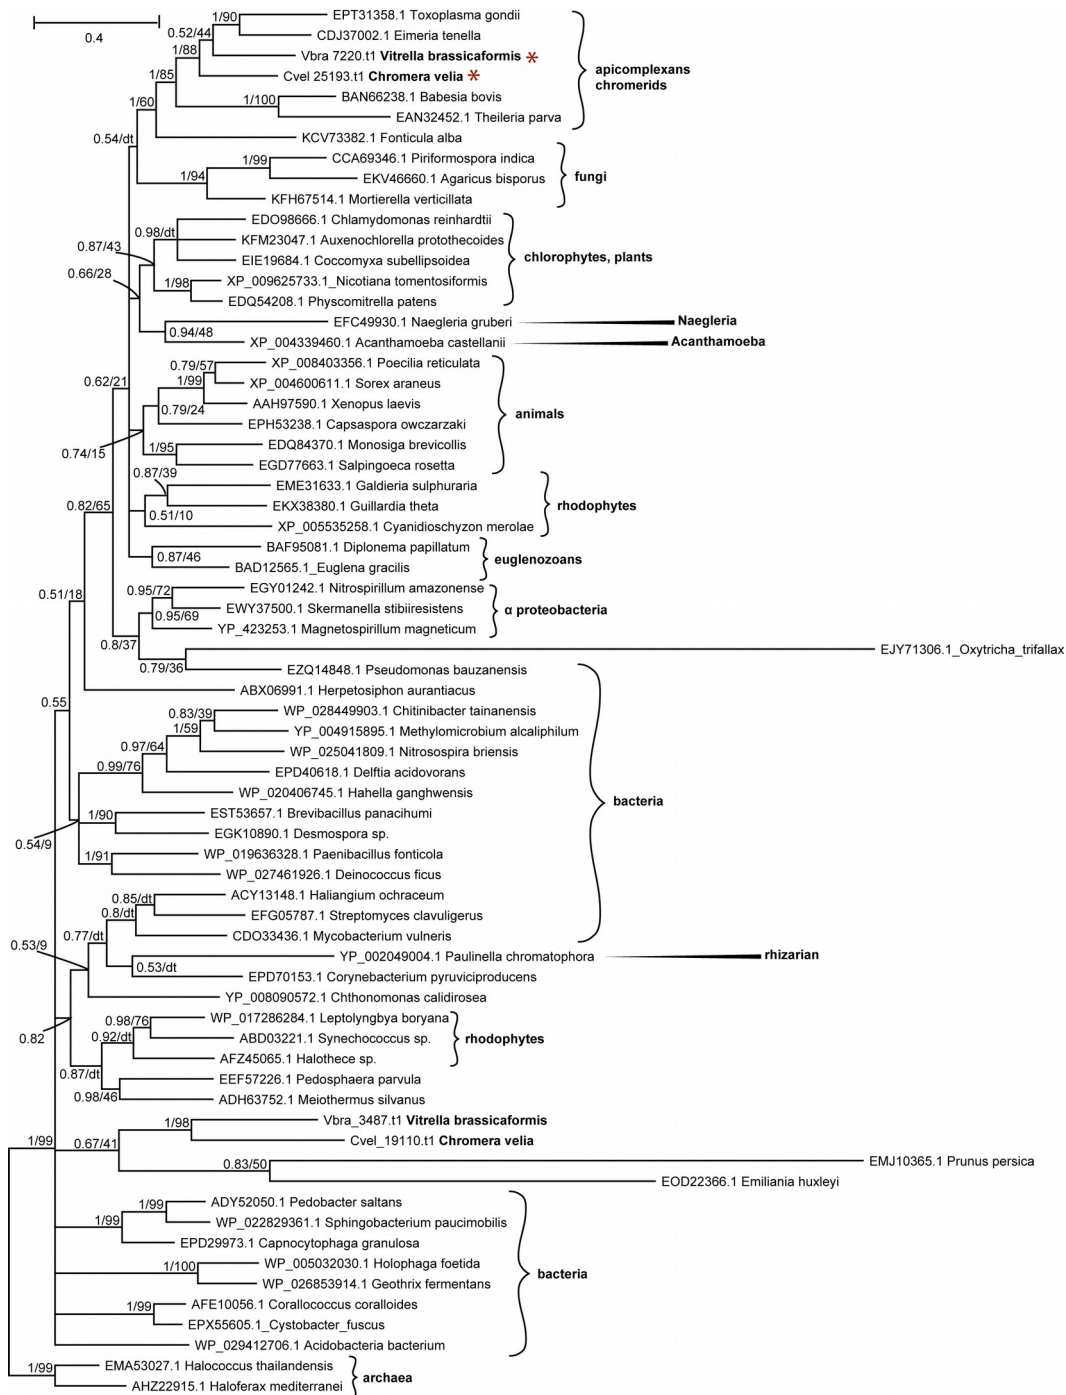 1/90
EPT31358.1 Toxoplasma gondii
0.4
0.52/44
CDJ37002.1 Eimeria tenella
1/88
Vbra 7220.t1 Vitrella brassicaformis *
1/85
Cvel 25193.t1 Chromera velia *
apicomplexans
chromerids
1/60
1/100
BAN66238.1 Babesia bovis
EAN32452.1 Theileria parva
0.54/dt
KCV73382.1 Fonticula alba
1/99
CCA69346.1 Piriformospora indica
1/94
EKV46660.1 Agaricus bisporus
fungi
KFH67514.1 Mortierella verticillata
0.98/dt
EDO98666.1 Chlamydomonas reinhardtii
0.87/43
KFM23047.1 Auxenochlorella protothecoides
EIE19684.1 Coccomyxa subellipsoidea
chlorophytes, plants
0.66/28
1/98
XP_009625733.1_Nicotiana tomentosiformis
EDQ54208.1 Physcomitrella patens
EFC49930.1 Naegleria gruberi
Naegleria
0.94/48
XP_004339460.1 Acanthamoeba castellanii
Acanthamoeba
0.79/57
XP_008403356.1 Poecilia reticulata
0.62/21
1/99
XP_004600611.1 Sorex araneus
0.79/24
AAH97590.1 Xenopus laevis
animals
EPH53238.1 Capsaspora owczarzaki
0.74/15
1/95
EDQ84370.1 Monosiga brevicollis
EGD77663.1 Salpingoeca rosetta
0.87/39
EME31633.1 Galdieria sulphuraria
0.82/65
EKX38380.1 Guillardia theta
rhodophytes
0.51/10
XP_005535258.1 Cyanidioschyzon merolae
BAF95081.1 Diplonema papillatum
0.87/46
euglenozoans
BAD12565.1_Euglena gracilis
0.51/18
0.95/72
EGY01242.1 Nitrospirillum amazonense
0.95/69
EWY37500.1 Skermanella stibiiresistens
α proteobacteria
YP_423253.1 Magnetospirillum magneticum
0.8/37
EJY71306.1_Oxytricha_trifallax
0.79/36
EZQ14848.1 Pseudomonas bauzanensis
0.55
ABX06991.1 Herpetosiphon aurantiacus
0.83/39
WP_028449903.1 Chitinibacter tainanensis
1/59
YP_004915895.1 Methylomicrobium alcaliphilum
0.97/64
WP_025041809.1 Nitrosospira briensis
0.99/76
EPD40618.1 Delftia acidovorans
WP_020406745.1 Hahella ganghwensis
bacteria
1/90
EST53657.1 Brevibacillus panacihumi
0.54/9
EGK10890.1 Desmospora sp.
1/91
WP_019636328.1 Paenibacillus fonticola
WP_027461926.1 Deinococcus ficus
0.85/dt
ACY13148.1 Haliangium ochraceum
0.8/dt
EFG05787.1 Streptomyces clavuligerus
0.77/dt
CDO33436.1 Mycobacterium vulneris
0.53/9
YP_002049004.1 Paulinella chromatophora
rhizarian
0.53/dt
EPD70153.1 Corynebacterium pyruviciproducens
YP_008090572.1 Chthonomonas calidirosea
0.98/76
WP_017286284.1 Leptolyngbya boryana
0.82
0.92/dt
ABD03221.1 Synechococcus sp.
rhodophytes
AFZ45065.1 Halothece sp.
0.87/dt
EEF57226.1 Pedosphaera parvula
0.98/46
ADH63752.1 Meiothermus silvanus
1/98
Vbra_3487.t1 Vitrella brassicaformis
1/99
0.67/41
Cvel_19110.t1 Chromera velia
0.83/50
EMJ10365.1 Prunus persica
EOD22366.1 Emiliania huxleyi
1/99
ADY52050.1 Pedobacter saltans
1/99
WP_022829361.1 Sphingobacterium paucimobilis
EPD29973.1 Capnocytophaga granulosa
1/100
WP_005032030.1 Holophaga foetida
bacteria
WP_026853914.1 Geothrix fermentans
1/99
AFE10056.1 Corallococcus coralloides
EPX55605.1_Cystobacter_fuscus
WP_029412706.1 Acidobacteria bacterium
1/99
EMA53027.1 Halococcus thailandensis
archaea
AHZ22915.1 Haloferax mediterranei